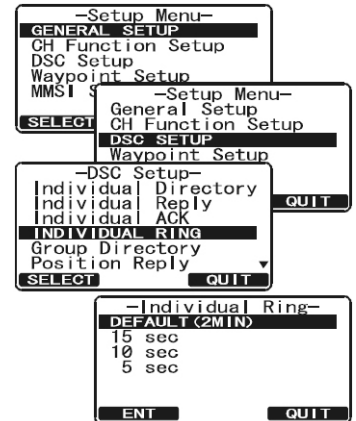 —Setup Menu—
GENERAL SETUP
CH Function Setup
DSC Setup
Waypoint Setup
MMSI S
SELECT
—Setup Menu—
General Setup
CH Function Setup
DSC SETUP
Waypoint Setup
QUIT
—DSC Setup—
Individual Directory
Individual Reply
Individual ACK
INDIVIDUAL RING
Group Directory
Position Reply ▼
SELECT QUIT
—Individual Ring—
DEFAULT(2MIN)
15 sec
10 sec
5 sec
ENT QUIT